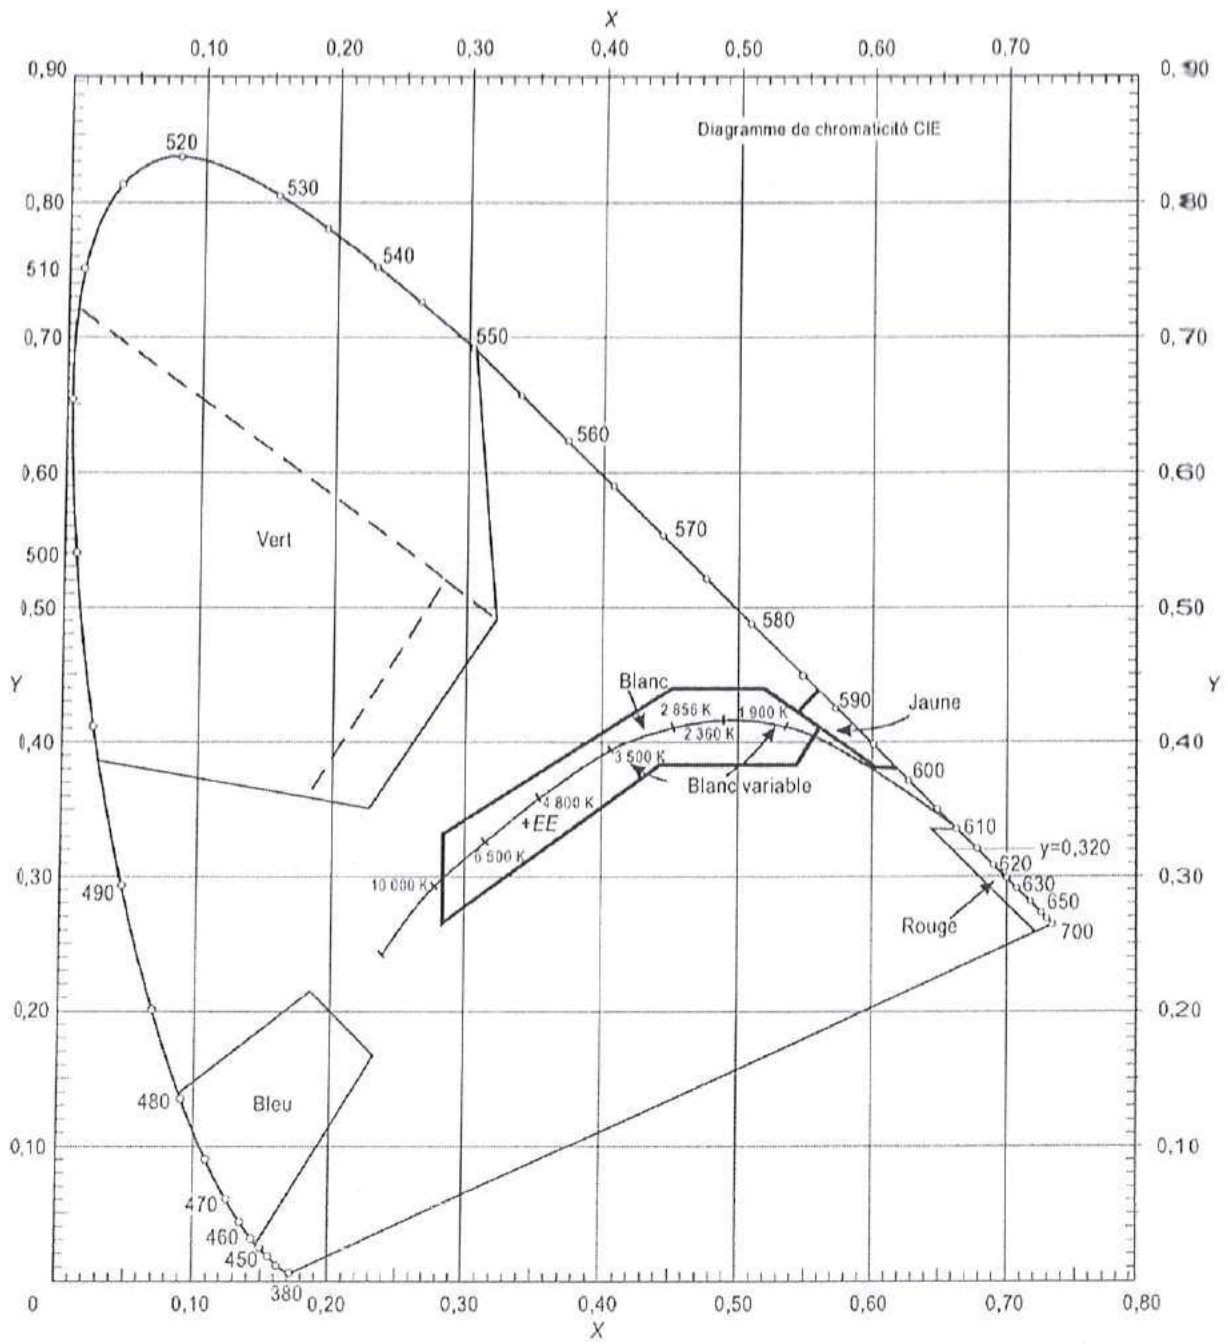 X
0,10 0,20 0,30 0,40 0,50 0,60 0,70
0,90 0,90
Diagramme de chromaticité CIE
520
530
0,80 0,80
540
510
0,70 550 0,70
560
0,60 0,60
570
Vert
500
0,50 580 0,50
Y Blanc 590 Jaune Y
2 856 K 1 900 K
2 360 K
0,40 0,40
3 500 K 600
Blanc variable
4 800 K
+EE 610
y=0,320
6 500 K 620
0,30 10 000 K 630 0,30
490 650
Rouge 700
0,20 0,20
480 Bleu
0,10 0,10
470
460
450
380
0 0,10 0,20 0,30 0,40 0,50 0,60 0,70 0,80
X